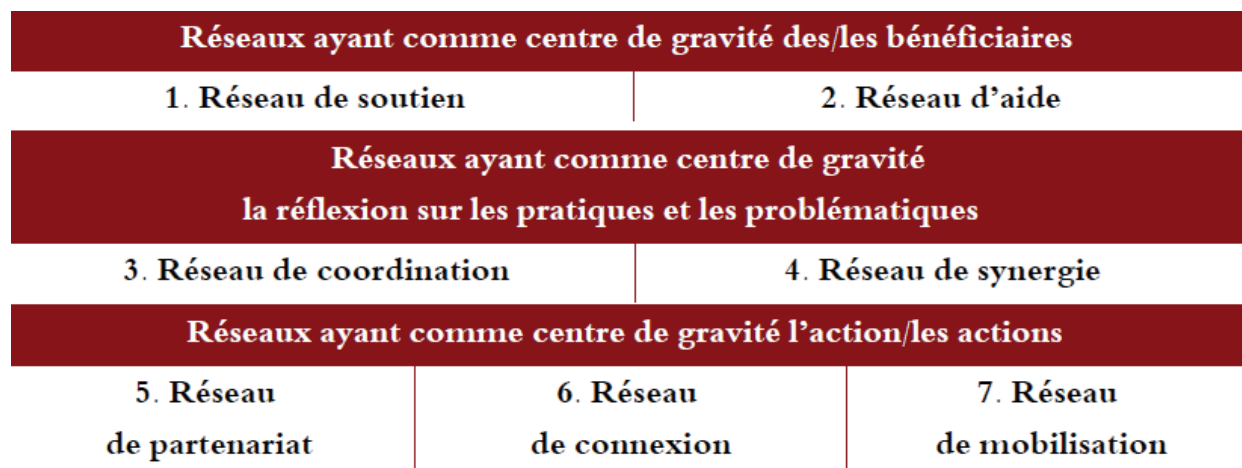 Réseaux ayant comme centre de gravité des/les bénéficiaires
1. Réseau de soutien
2. Réseau d’aide
Réseaux ayant comme centre de gravité
la réflexion sur les pratiques et les problématiques
3. Réseau de coordination
4. Réseau de synergie
Réseaux ayant comme centre de gravité l’action/les actions
5. Réseau
de partenariat
6. Réseau
de connexion
7. Réseau
de mobilisation